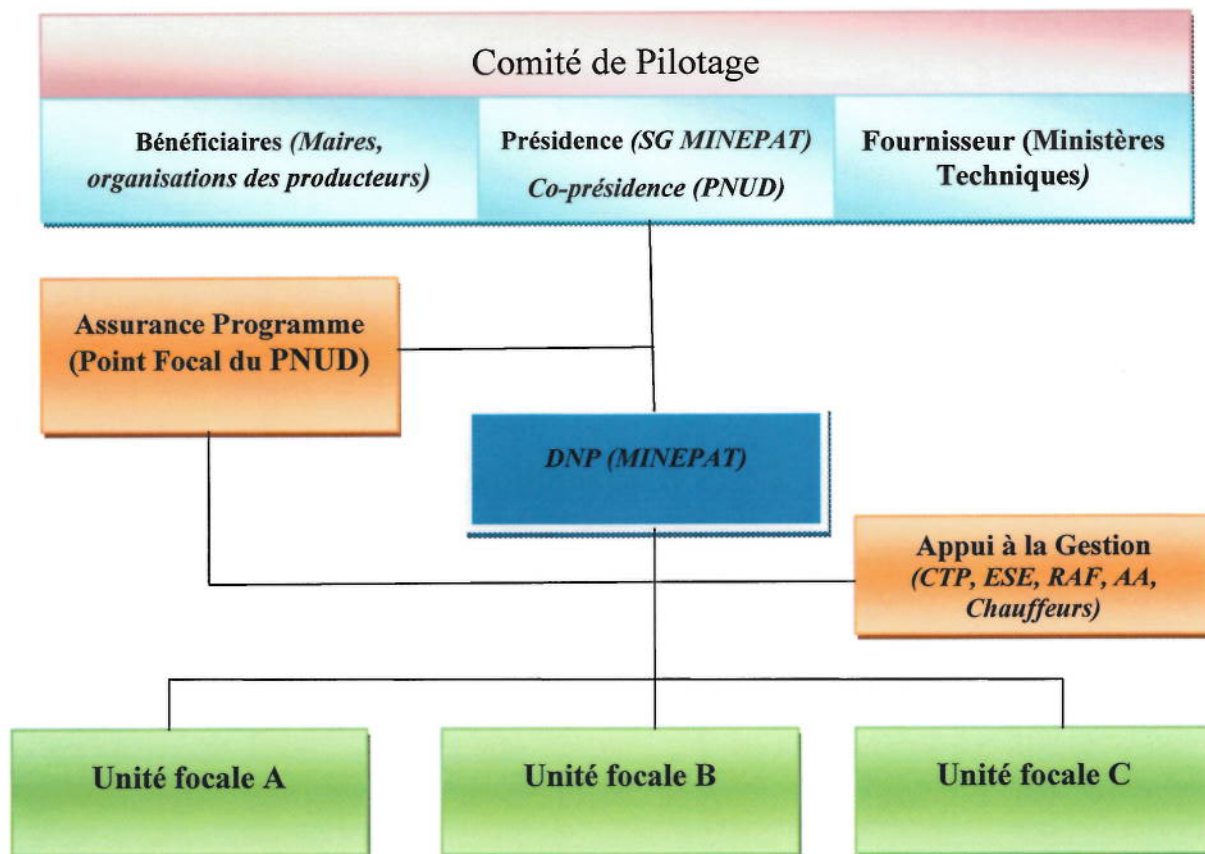 Comité de Pilotage
Bénéficiaires (Maires,
organisations des producteurs)
Présidence (SG MINEPAT)
Co-présidence (PNUD)
Fournisseur (Ministères
Techniques)
Assurance Programme
(Point Focal du PNUD)
DNP (MINEPAT)
Appui à la Gestion
(CTP, ESE, RAF, AA,
Chauffeurs)
Unité focale A
Unité focale B
Unité focale C